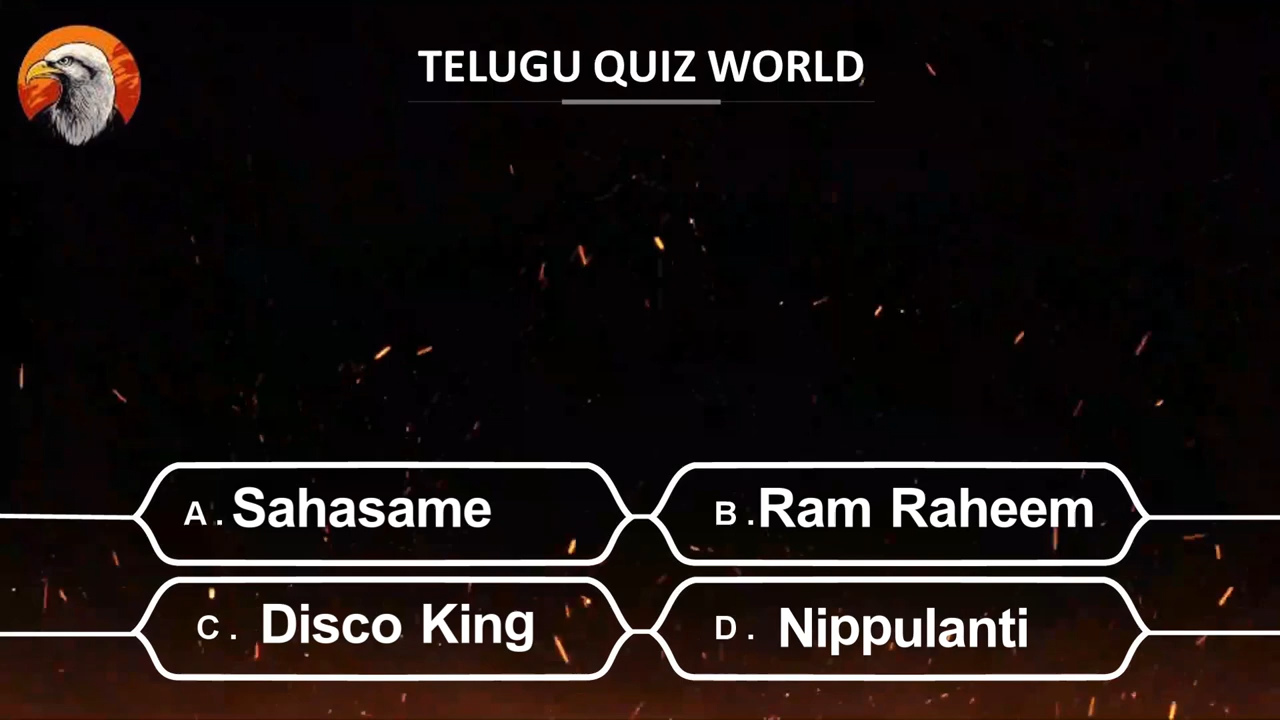 TELUGU QUIZ WORLD
A . Sahasame
B . Ram Raheem
C . Disco King
D . Nippulanti